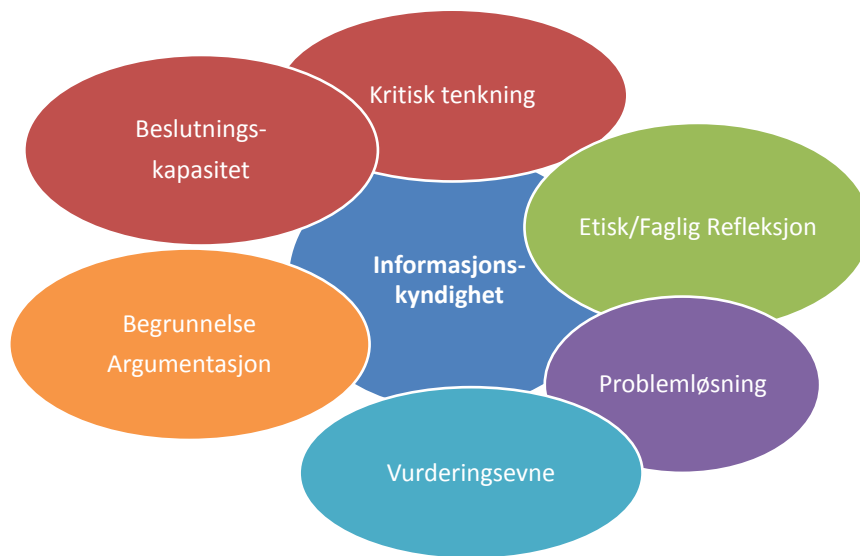 Kritisk tenkning
Beslutnings-
kapasitet
Etisk/Faglig Refleksjon
Informasjons-
kyndighet
Begrunnelse
Argumentasjon
Problemløsning
Vurderingsevne